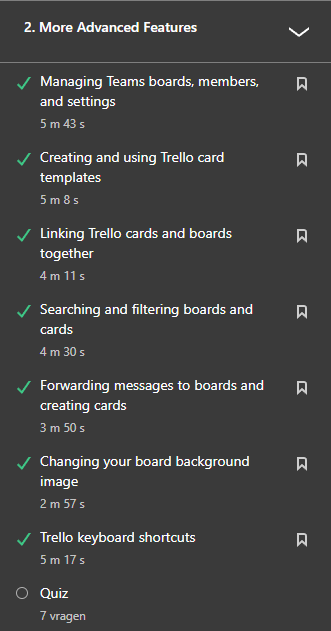 2. More Advanced Features
Managing Teams boards, members,
and settings
5 m 43 s
Creating and using Trello card
templates
5 m 8 s
Linking Trello cards and boards
together
4 m 11 s
Searching and filtering boards and
cards
4 m 30 s
Forwarding messages to boards and
creating cards
3 m 50 s
Changing your board background
image
2 m 57 s
Trello keyboard shortcuts
5 m 17 s
Quiz
7 vragen